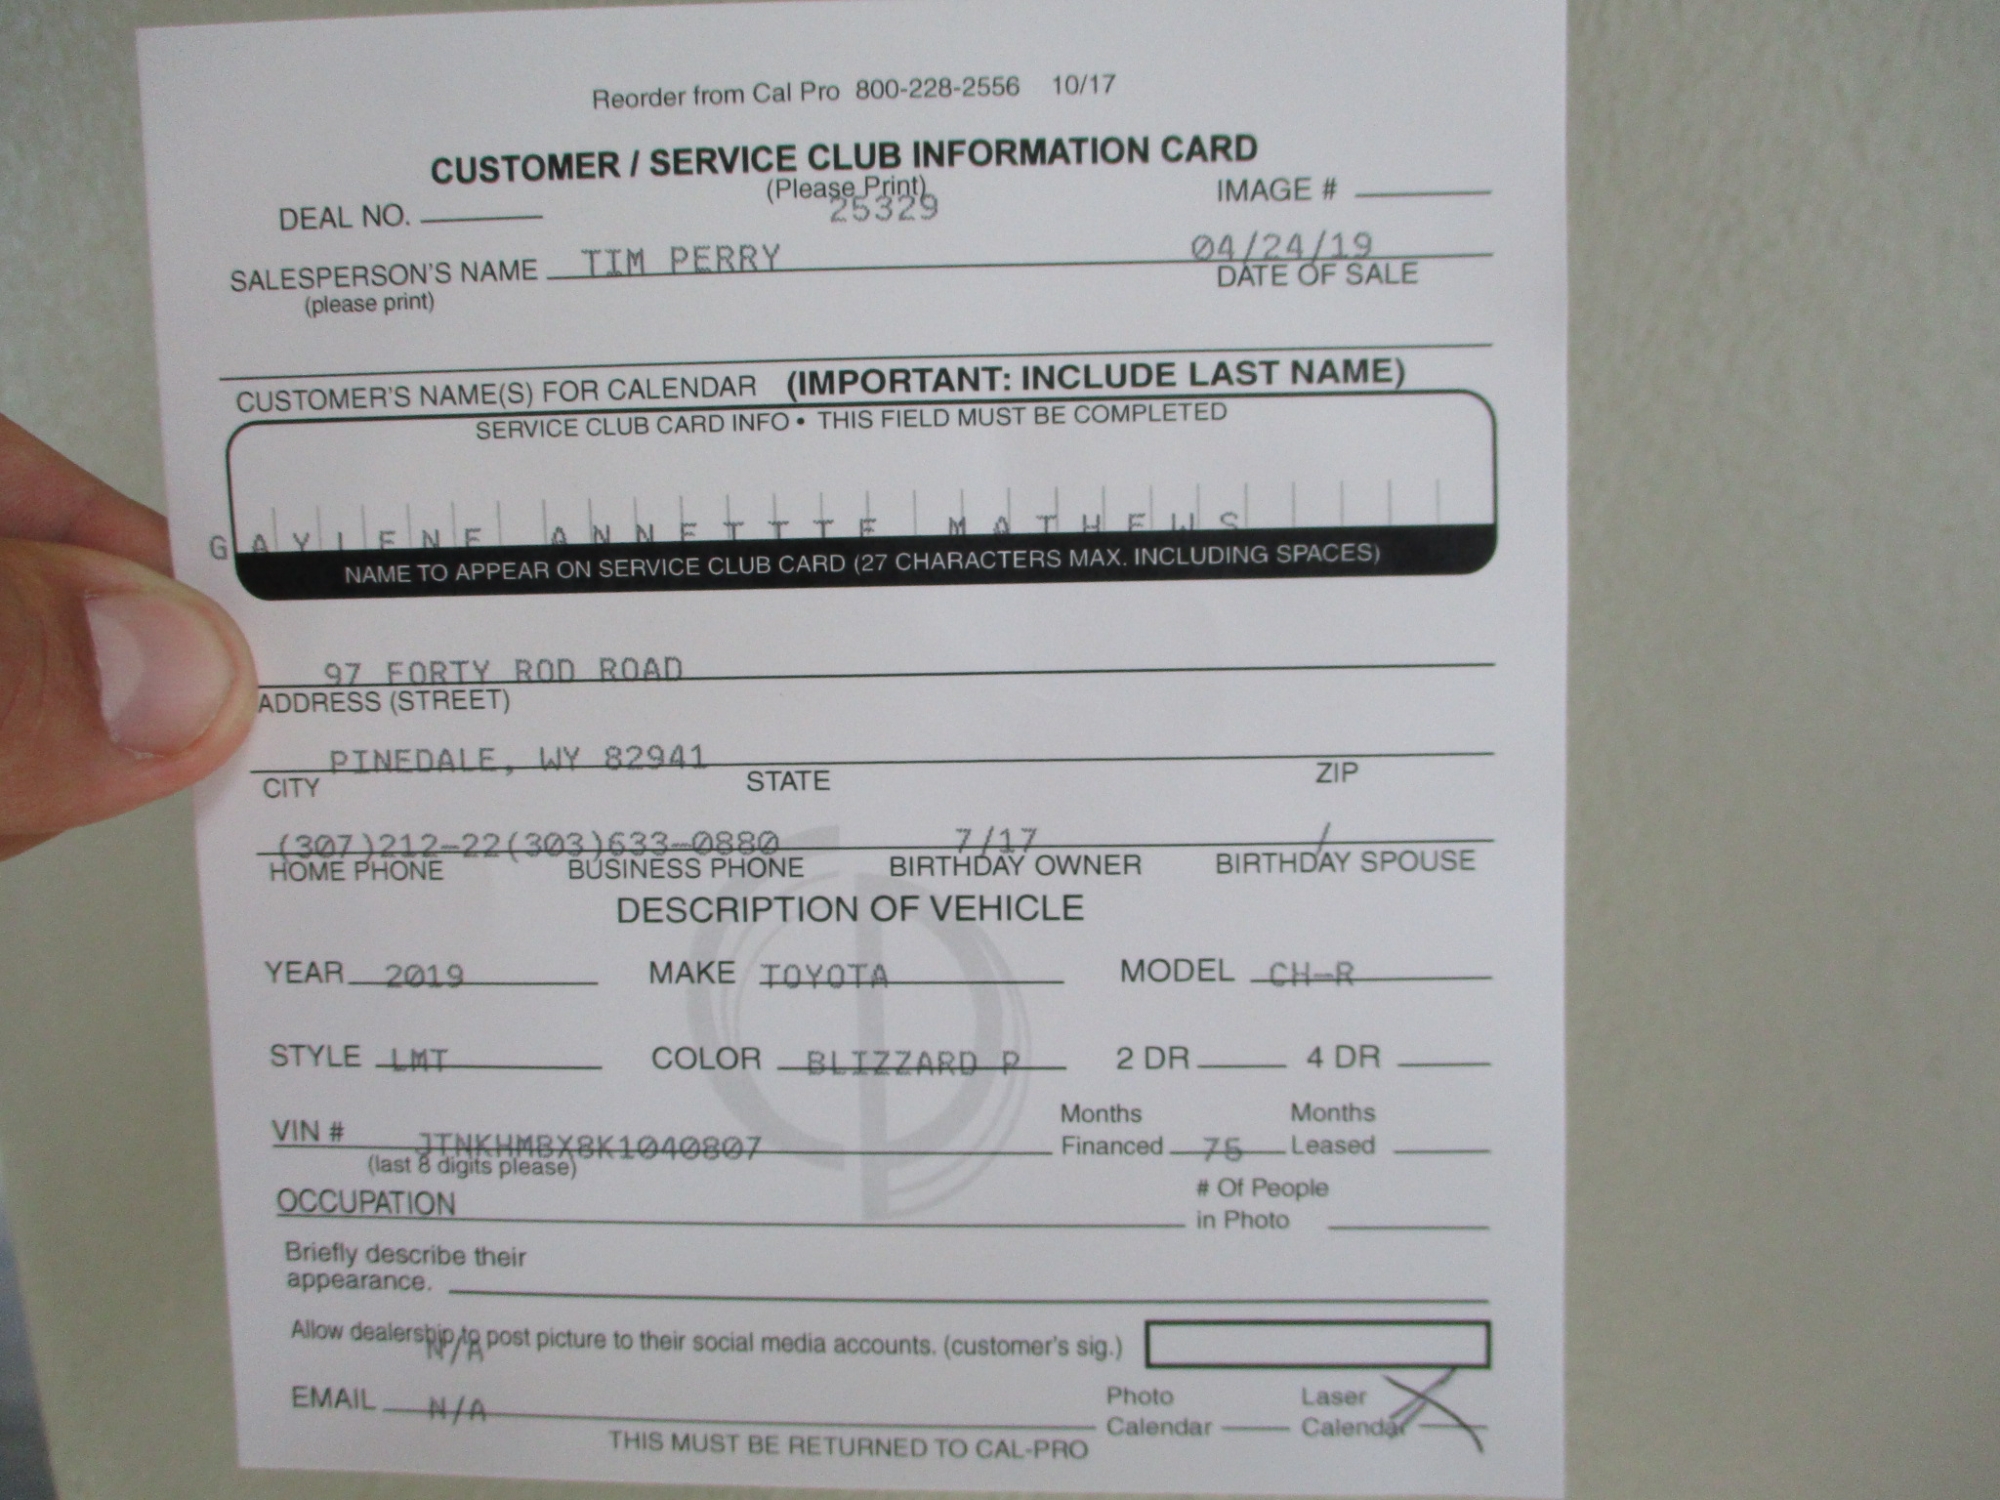 Reorder from Cal Pro 800-228-2556 10/17
CUSTOMER / SERVICE CLUB INFORMATION CARD
(Please Print)
DEAL NO. 25329 IMAGE #
SALESPERSON'S NAME TIM PERRY 04/24/19
(please print) DATE OF SALE
CUSTOMER'S NAME(S) FOR CALENDAR (IMPORTANT: INCLUDE LAST NAME)
SERVICE CLUB CARD INFO • THIS FIELD MUST BE COMPLETED
GAYLENE ANNETTTE MATHEWS
NAME TO APPEAR ON SERVICE CLUB CARD (27 CHARACTERS MAX. INCLUDING SPACES)
97 FORTY ROD ROAD
ADDRESS (STREET)
PINEDALE, WY 82941
CITY STATE ZIP
(307)212-22(303)633-0880 7/17 /
HOME PHONE BUSINESS PHONE BIRTHDAY OWNER BIRTHDAY SPOUSE
DESCRIPTION OF VEHICLE
YEAR 2019 MAKE TOYOTA MODEL CH-R
STYLE LMT COLOR BLIZZARD P 2 DR 4 DR
Months Months
VIN # JTNKHMBX8K1040807 Financed 75 Leased
(last 8 digits please)
OCCUPATION # Of People
in Photo
Briefly describe their
appearance.
Allow dealership to post picture to their social media accounts. (customer's sig.)
N/A
Photo Laser
EMAIL N/A Calendar Calendar X
THIS MUST BE RETURNED TO CAL-PRO